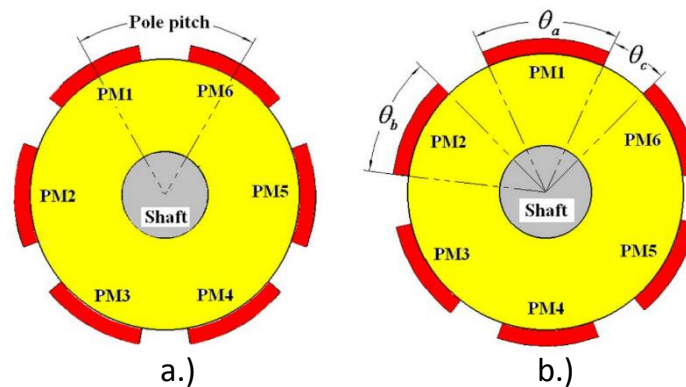 Pole pitch
PM1
PM6
PM2
PM5
Shaft
PM3
PM4
a.)
θa
θc
θb
PM1
PM2
PM6
Shaft
PM3
PM5
PM4
b.)